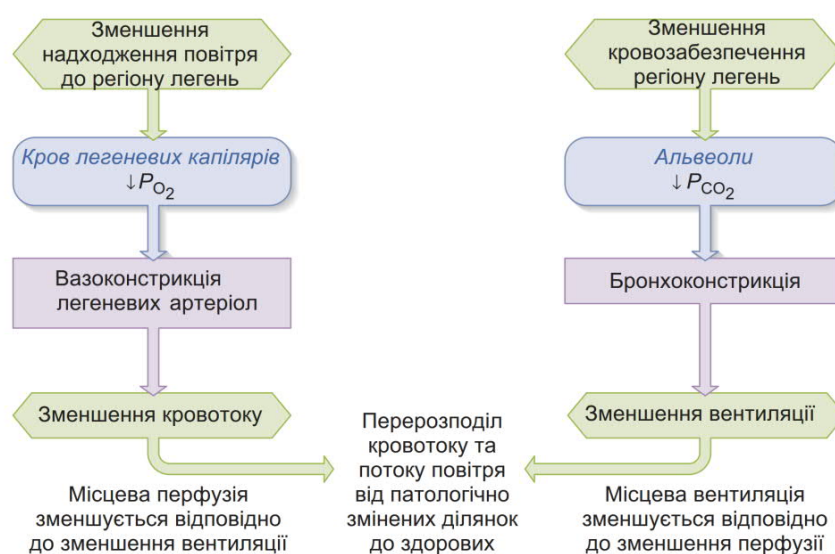 Зменшення
надходження повітря
до регіону легень
Кров легеневих капілярів
↓PO2
Вазоконстрикція
легеневих артеріол
Зменшення кровотоку
Місцева перфузія
зменшується відповідно
до зменшення вентиляції
Зменшення
кровозабезпечення
регіону легень
Альвеоли
↓PCO2
Бронхоконстрикція
Зменшення вентиляції
Місцева вентиляція
зменшується відповідно
до зменшення перфузії
Перерозподіл
кровотоку та
потоку повітря
від патологічно
змінених ділянок
до здорових